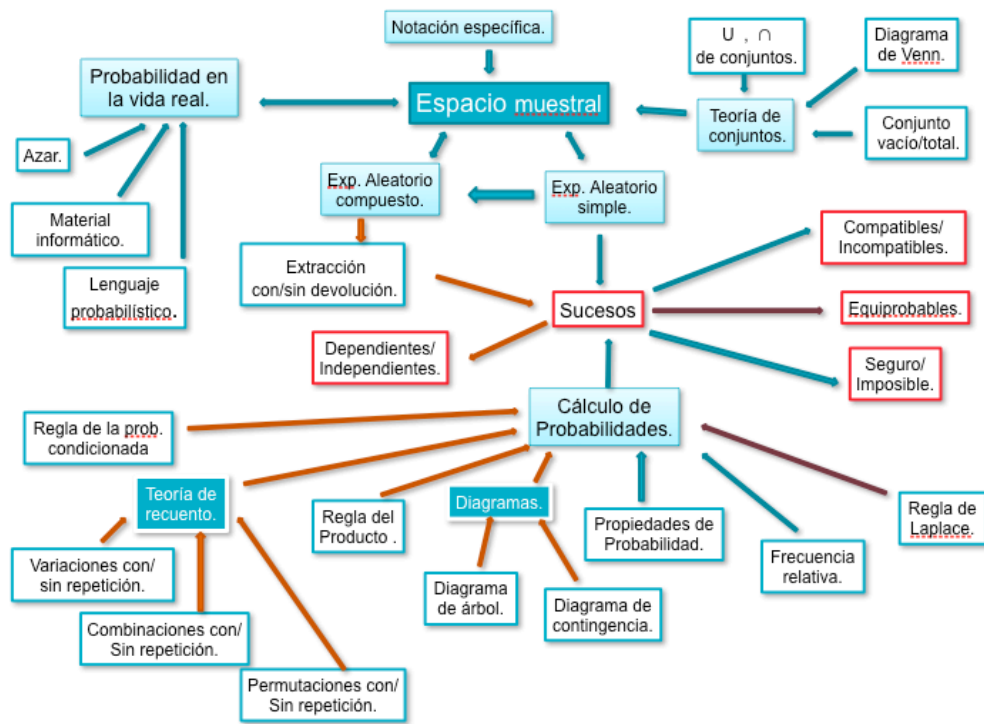 Notación específica.
U , ∩
de conjuntos.
Diagrama
de Venn.
Probabilidad en
la vida real.
Espacio muestral
Teoría de
conjuntos.
Conjunto
vacío/total.
Azar.
Exp. Aleatorio
compuesto.
Exp. Aleatorio
simple.
Material
informático.
Compatibles/
Incompatibles.
Extracción
con/sin devolución.
Lenguaje
probabilístico.
Sucesos
Equiprobables.
Dependientes/
Independientes.
Seguro/
Imposible.
Cálculo de
Probabilidades.
Regla de la prob.
condicionada
Teoría de
recuento.
Regla del
Producto .
Diagramas.
Propiedades de
Probabilidad.
Regla de
Laplace.
Variaciones con/
sin repetición.
Diagrama
de árbol.
Diagrama de
contingencia.
Frecuencia
relativa.
Combinaciones con/
Sin repetición.
Permutaciones con/
Sin repetición.